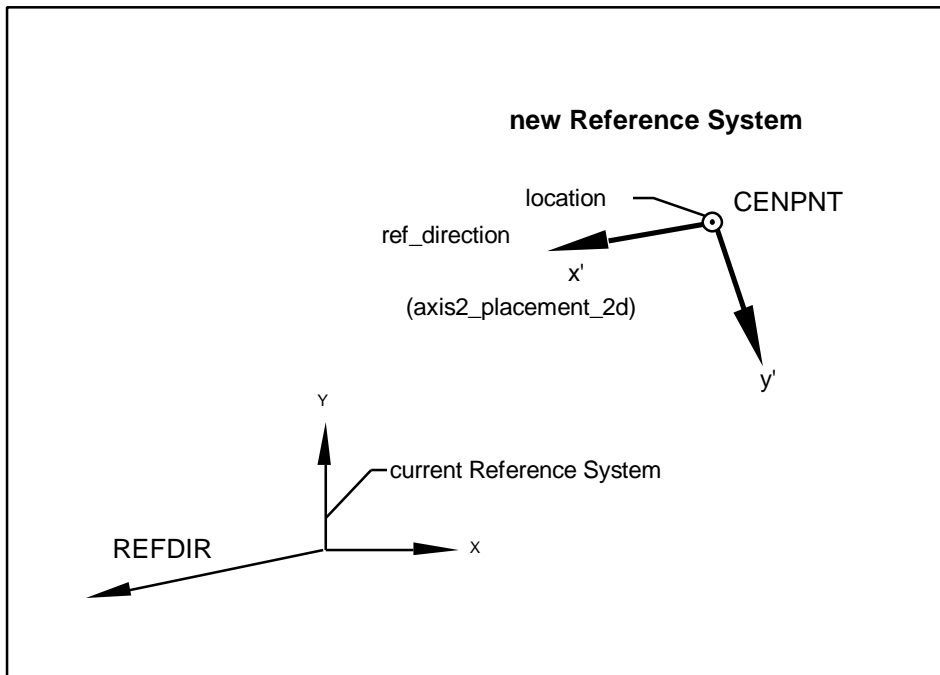 new Reference System
location
CENPNT
ref_direction
x'
(axis2_placement_2d)
y'
Y
current Reference System
X
REFDIR